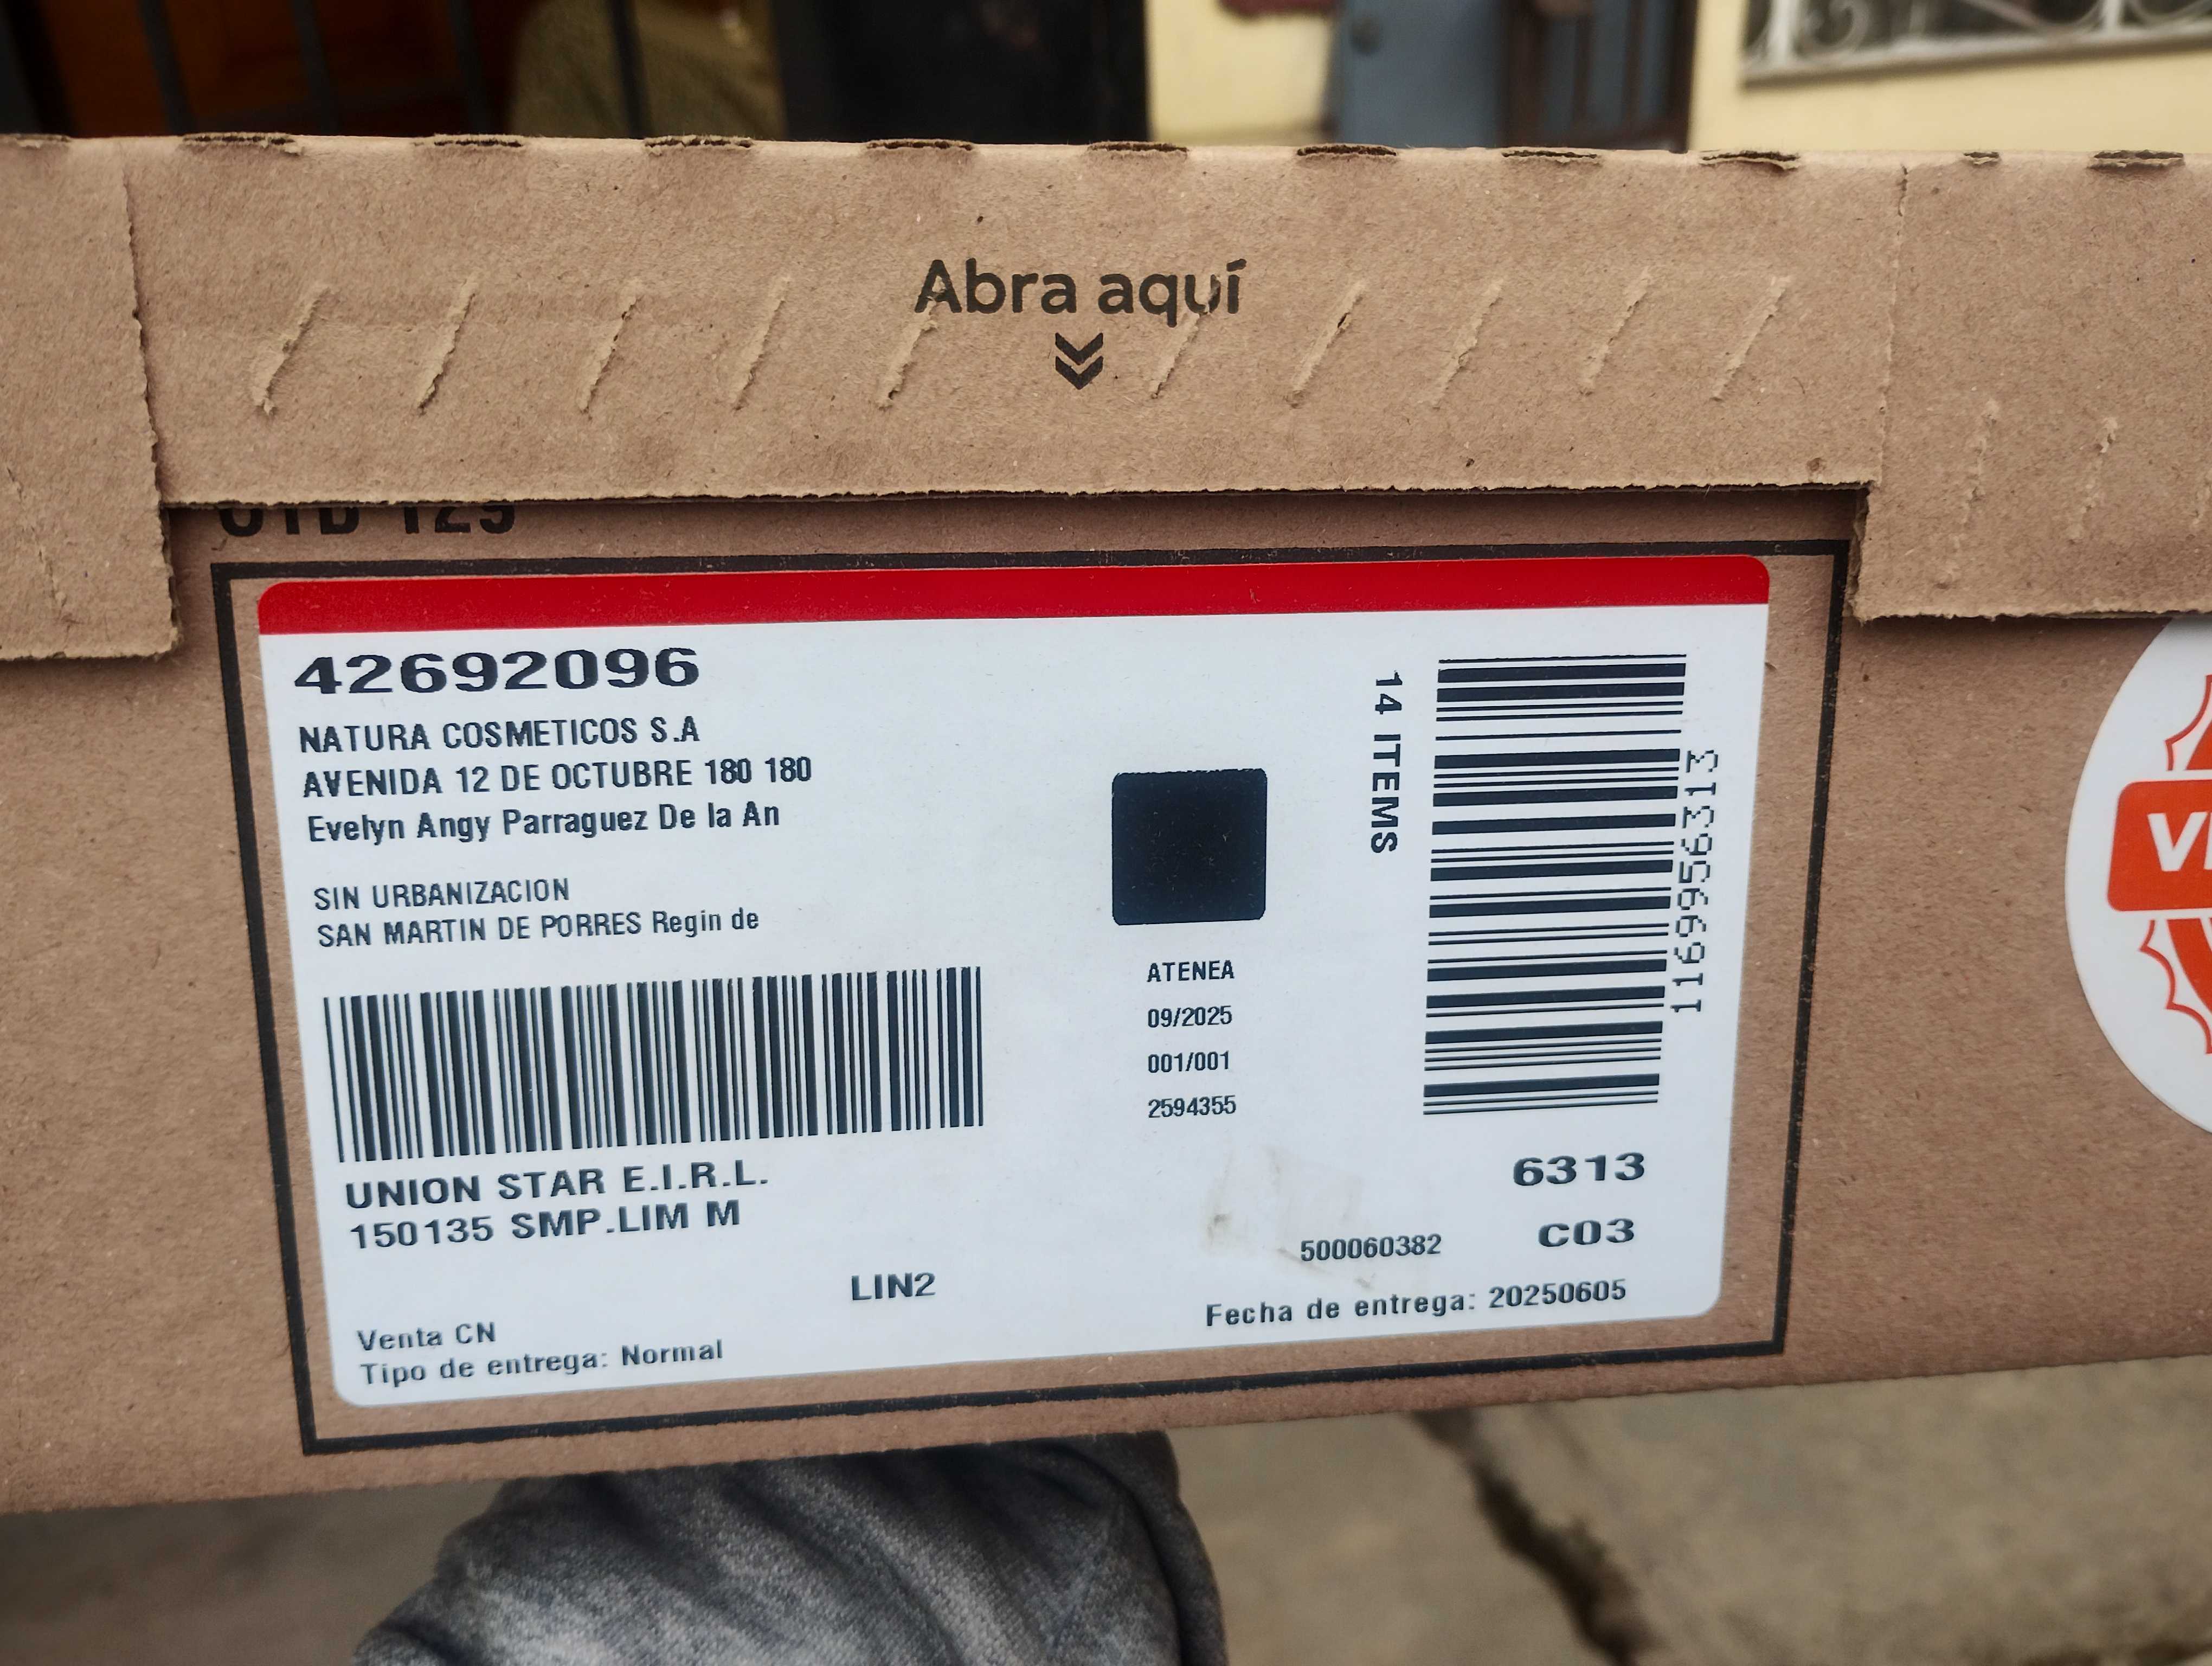 Abra aquí
42692096
NATURA COSMETICOS S.A
AVENIDA 12 DE OCTUBRE 180 180
Evelyn Angy Parraguez De la An
SIN URBANIZACION
SAN MARTIN DE PORRES Regin de
UNION STAR E.I.R.L.
150135 SMP.LIM M
LIN2
Venta CN
Tipo de entrega: Normal
ATENEA
09/2025
001/001
2594355
14 ITEMS
1169956313
6313
C03
500060382
Fecha de entrega: 20250605